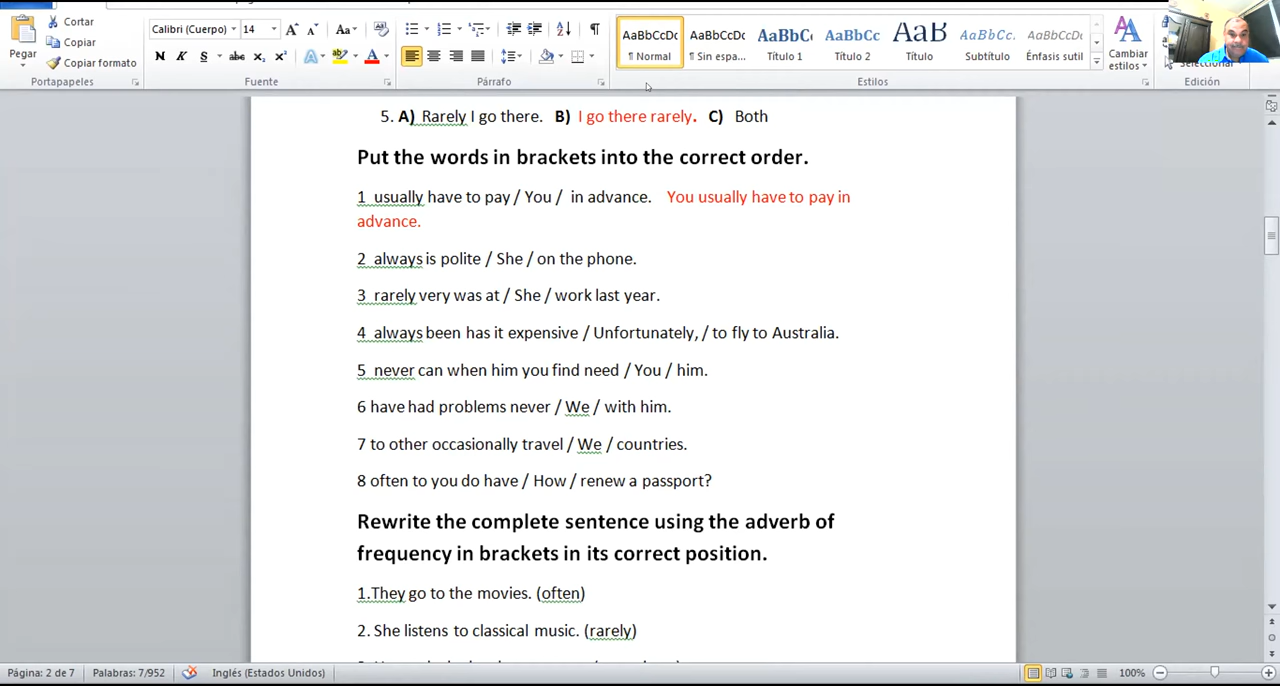 Cortar
Copiar
Copiar formato
Pegar
Portapapeles
Calibri (Cuerpo) 14
N K S abc x₂ x² A ab A
Fuente
Párrafo
AaBbCcDc AaBbCcDc AaBbCc AaBbCc AaB AaBbCc. AaBbCcDc
¶ Normal ¶ Sin espa... Título 1 Título 2 Título Subtítulo Énfasis sutil
Cambiar estilos
Estilos
Seleccionar
Edición
5. A) Rarely I go there. B) I go there rarely. C) Both
Put the words in brackets into the correct order.
1 usually have to pay / You / in advance. You usually have to pay in
advance.
2 always is polite / She / on the phone.
3 rarely very was at / She / work last year.
4 always been has it expensive / Unfortunately, / to fly to Australia.
5 never can when him you find need / You / him.
6 have had problems never / We / with him.
7 to other occasionally travel / We / countries.
8 often to you do have / How / renew a passport?
Rewrite the complete sentence using the adverb of
frequency in brackets in its correct position.
1.They go to the movies. (often)
2. She listens to classical music. (rarely)
Página: 2 de 7 Palabras: 7/952 Inglés (Estados Unidos) 100%